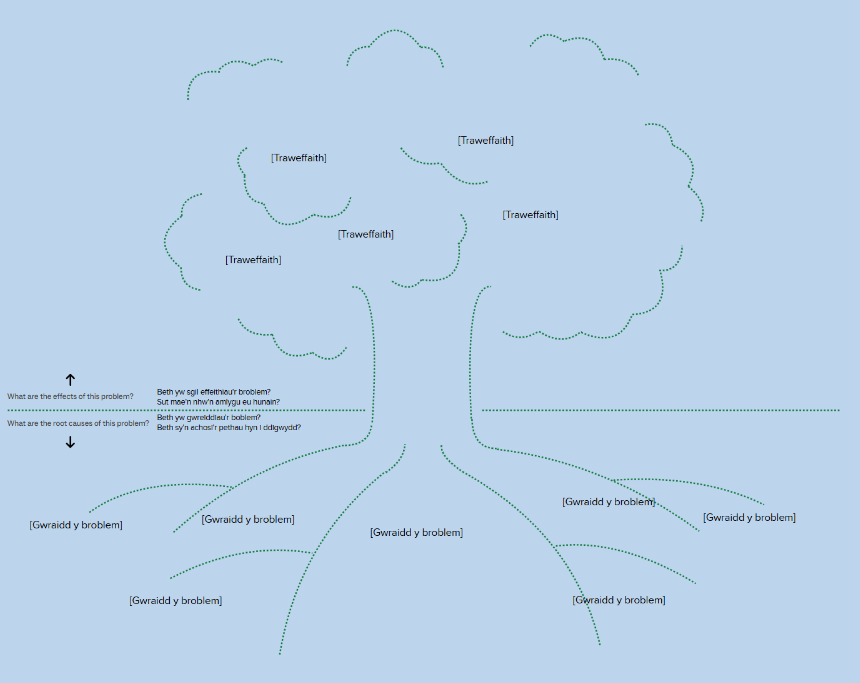 [Traweffaith]
[Traweffaith]
[Traweffaith]
[Traweffaith]
[Traweffaith]
What are the effects of this problem?
Beth yw sgil effeithiau'r broblem?
Sut mae'n nhw'n amlygu eu hunain?
What are the root causes of this problem?
Beth yw gwreiddiau'r boblem?
Beth sy'n achosi'r pethau hyn I ddigwydd?
[Gwraidd y broblem]
[Gwraidd y broblem]
[Gwraidd y broblem]
[Gwraidd y broblem]
[Gwraidd y broblem]
[Gwraidd y broblem]
[Gwraidd y broblem]